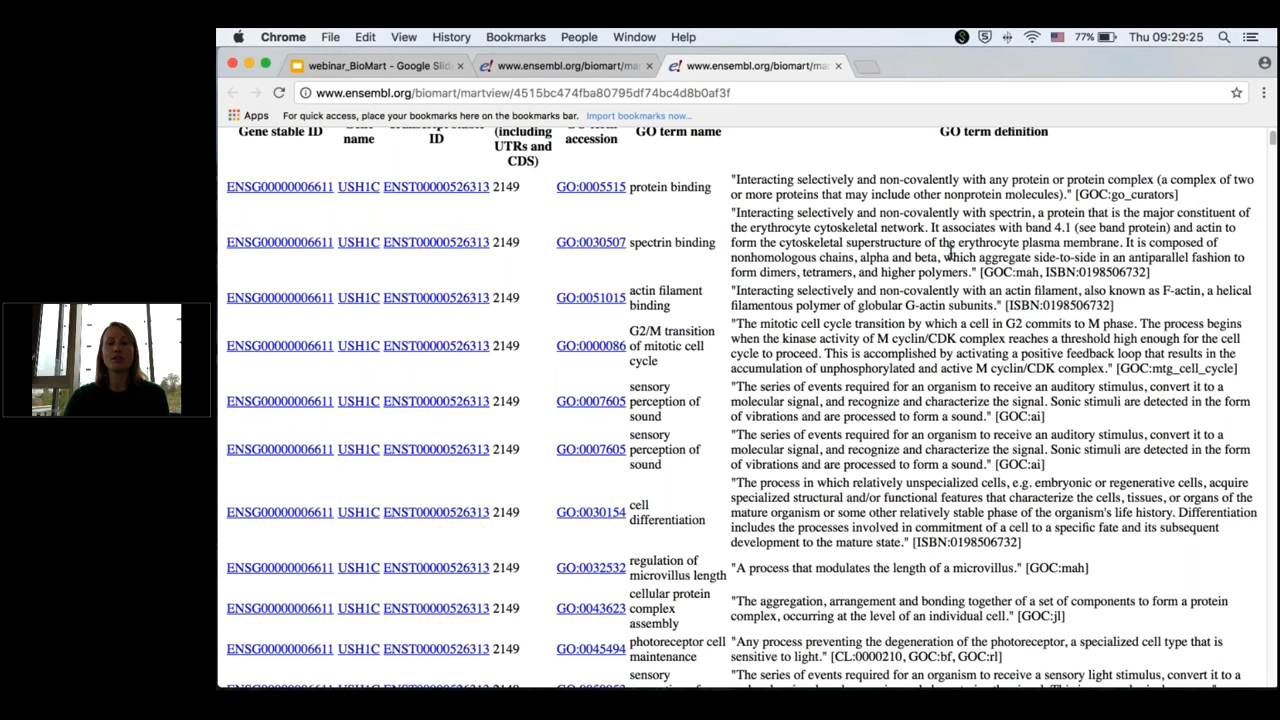 Chrome File Edit View History Bookmarks People Window Help 77% Thu 09:29:25
webinar_BioMart - Google Slid × www.ensembl.org/biomart/mar × www.ensembl.org/biomart/mar ×
www.ensembl.org/biomart/martview/4515bc474fba80795df74bc4d8b0af3f
Apps For quick access, place your bookmarks here on the bookmarks bar. Import bookmarks now...
Gene stable ID name ID (including UTRs and CDS) accession GO term name GO term definition
ENSG00000006611 USH1C ENST00000526313 2149 GO:0005515 protein binding "Interacting selectively and non-covalently with any protein or protein complex (a complex of two
or more proteins that may include other nonprotein molecules)." [GOC:go_curators]
"Interacting selectively and non-covalently with spectrin, a protein that is the major constituent of
the erythrocyte cytoskeletal network. It associates with band 4.1 (see band protein) and actin to
ENSG00000006611 USH1C ENST00000526313 2149 GO:0030507 spectrin binding form the cytoskeletal superstructure of the erythrocyte plasma membrane. It is composed of
nonhomologous chains, alpha and beta, which aggregate side-to-side in an antiparallel fashion to
form dimers, tetramers, and higher polymers." [GOC:mah, ISBN:0198506732]
ENSG00000006611 USH1C ENST00000526313 2149 GO:0051015 actin filament binding "Interacting selectively and non-covalently with an actin filament, also known as F-actin, a helical
filamentous polymer of globular G-actin subunits." [ISBN:0198506732]
"The mitotic cell cycle transition by which a cell in G2 commits to M phase. The process begins
ENSG00000006611 USH1C ENST00000526313 2149 GO:0000086 G2/M transition of mitotic cell cycle when the kinase activity of M cyclin/CDK complex reaches a threshold high enough for the cell
cycle to proceed. This is accomplished by activating a positive feedback loop that results in the
accumulation of unphosphorylated and active M cyclin/CDK complex." [GOC:mtg_cell_cycle]
ENSG00000006611 USH1C ENST00000526313 2149 GO:0007605 sensory perception of sound "The series of events required for an organism to receive an auditory stimulus, convert it to a
molecular signal, and recognize and characterize the signal. Sonic stimuli are detected in the form
of vibrations and are processed to form a sound." [GOC:ai]
ENSG00000006611 USH1C ENST00000526313 2149 GO:0007605 sensory perception of sound "The series of events required for an organism to receive an auditory stimulus, convert it to a
molecular signal, and recognize and characterize the signal. Sonic stimuli are detected in the form
of vibrations and are processed to form a sound." [GOC:ai]
"The process in which relatively unspecialized cells, e.g. embryonic or regenerative cells, acquire
specialized structural and/or functional features that characterize the cells, tissues, or organs of the
ENSG00000006611 USH1C ENST00000526313 2149 GO:0030154 cell differentiation mature organism or some other relatively stable phase of the organism's life history. Differentiation
includes the processes involved in commitment of a cell to a specific fate and its subsequent
development to the mature state." [ISBN:0198506732]
ENSG00000006611 USH1C ENST00000526313 2149 GO:0032532 regulation of microvillus length "A process that modulates the length of a microvillus." [GOC:mah]
ENSG00000006611 USH1C ENST00000526313 2149 GO:0043623 cellular protein complex assembly "The aggregation, arrangement and bonding together of a set of components to form a protein
complex, occurring at the level of an individual cell." [GOC:jl]
ENSG00000006611 USH1C ENST00000526313 2149 GO:0045494 photoreceptor cell maintenance "Any process preventing the degeneration of the photoreceptor, a specialized cell type that is
sensitive to light." [CL:0000210, GOC:bf, GOC:rl]
sensory "The series of events required for an organism to receive a sensory light stimulus, convert it to a